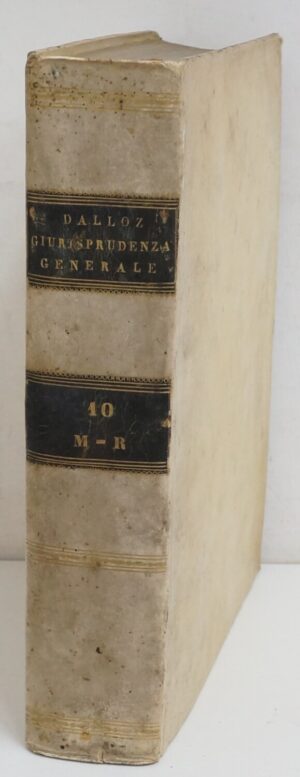 DALLOZ
GIURISPRUDENZA
GENERALE
10
M-R